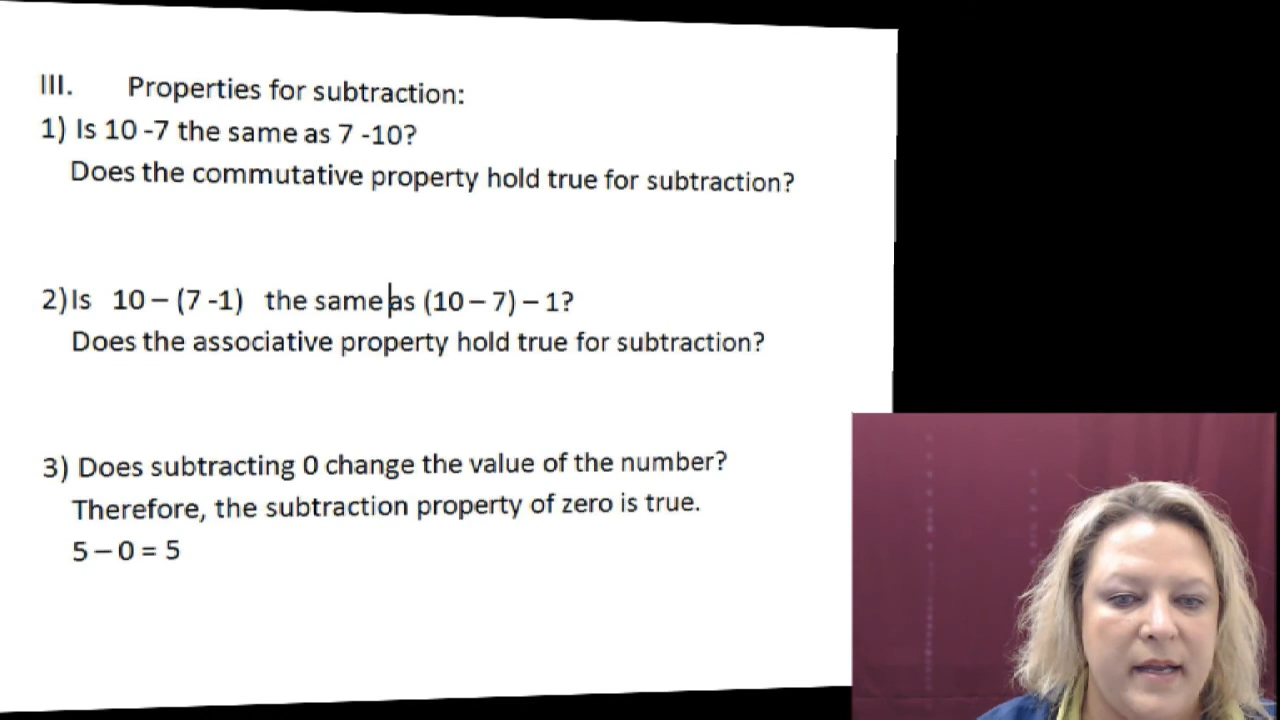 III. Properties for subtraction:
1) Is 10 -7 the same as 7 -10?
Does the commutative property hold true for subtraction?
2) Is 10 – (7 -1) the same as (10 – 7) – 1?
Does the associative property hold true for subtraction?
3) Does subtracting 0 change the value of the number?
Therefore, the subtraction property of zero is true.
5 – 0 = 5